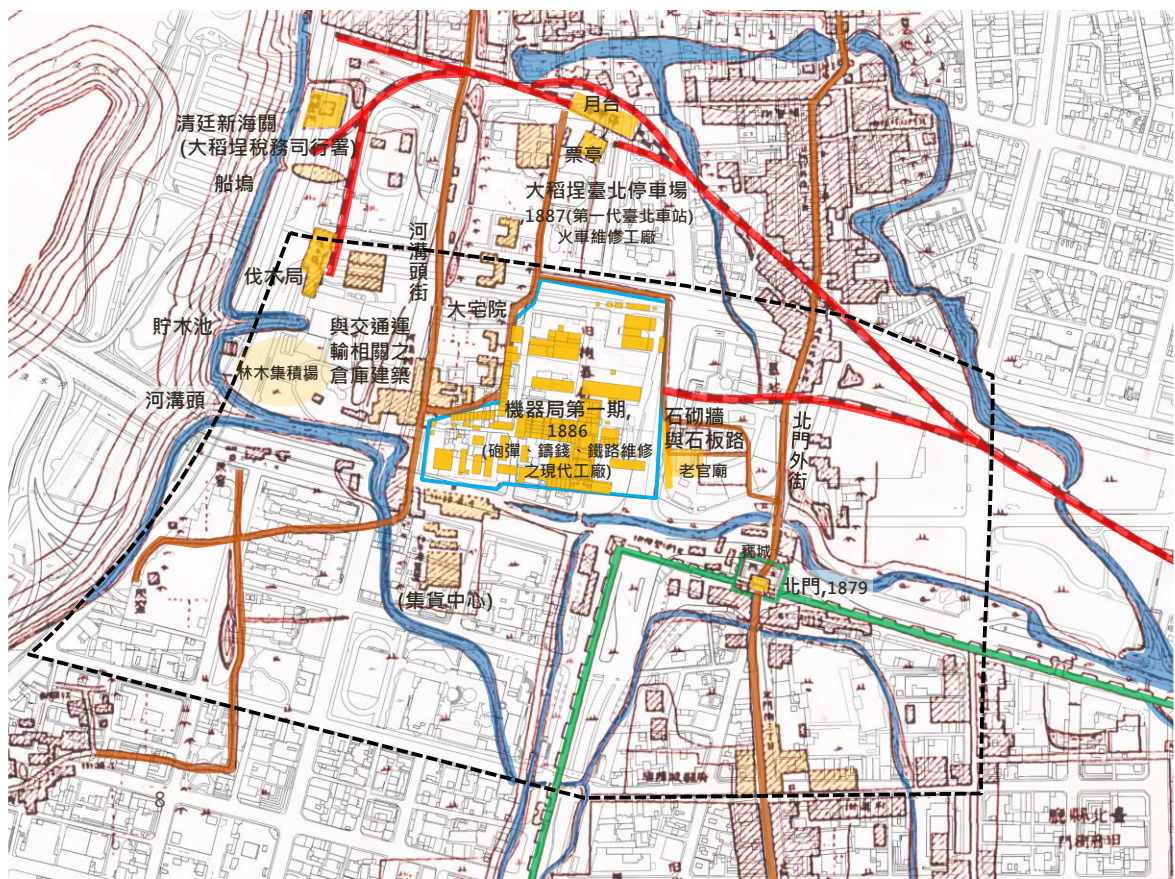 月台
清廷新海關
(大稻埕稅務司行署)
票亭
船塢
大稻埕臺北停車場
1887(第一代臺北車站)
火車維修工廠
河溝頭街
伐木局
大宅院
貯木池
與交通運
輸相關之
倉庫建築
林木集積場
河溝頭
機器局第一期,
1886
(砲彈、鑄錢、鐵路維修
之現代工廠)
石砌牆
與石板路
老官廟
北門外街
甕城
北門,1879
(集貨中心)
8